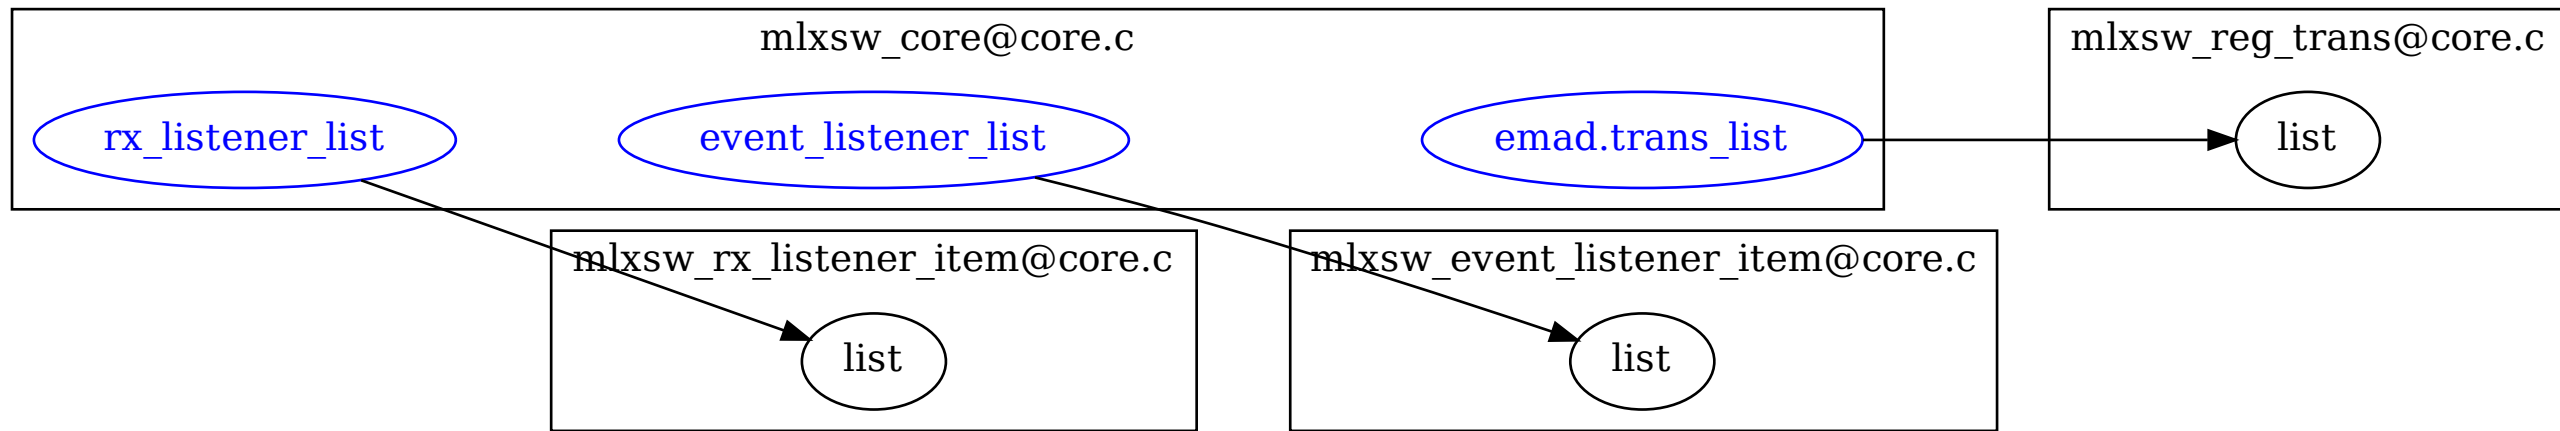 mlxsw_core@core.c
mlxsw_reg_trans@core.c
rx_listener_list
event_listener_list
emad.trans_list
list
mlxsw_rx_listener_item@core.c
mlxsw_event_listener_item@core.c
list
list